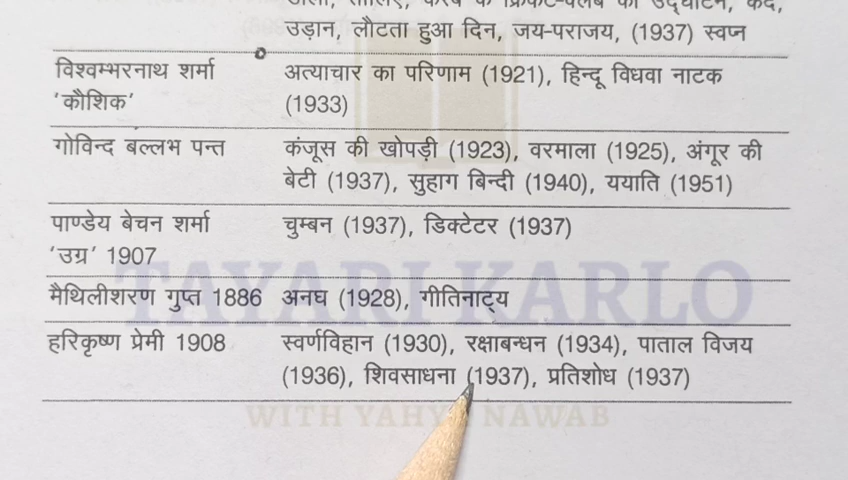 उड़ान, लौटता हुआ दिन, जय-पराजय, (1937) स्वप्न
विश्वम्भरनाथ शर्मा अत्याचार का परिणाम (1921), हिन्दू विधवा नाटक
'कौशिक' (1933)
गोविन्द बल्लभ पन्त कंजूस की खोपड़ी (1923), वरमाला (1925), अंगूर की
बेटी (1937), सुहाग बिन्दी (1940), ययाति (1951)
पाण्डेय बेचन शर्मा चुम्बन (1937), डिक्टेटर (1937)
'उग्र' 1907
मैथिलीशरण गुप्त 1886 अनघ (1928), गीतिनाट्य
हरिकृष्ण प्रेमी 1908 स्वर्णविहान (1930), रक्षाबन्धन (1934), पाताल विजय
(1936), शिवसाधना (1937), प्रतिशोध (1937)
TAYARI KARLO
WITH YAHYA NAWAB